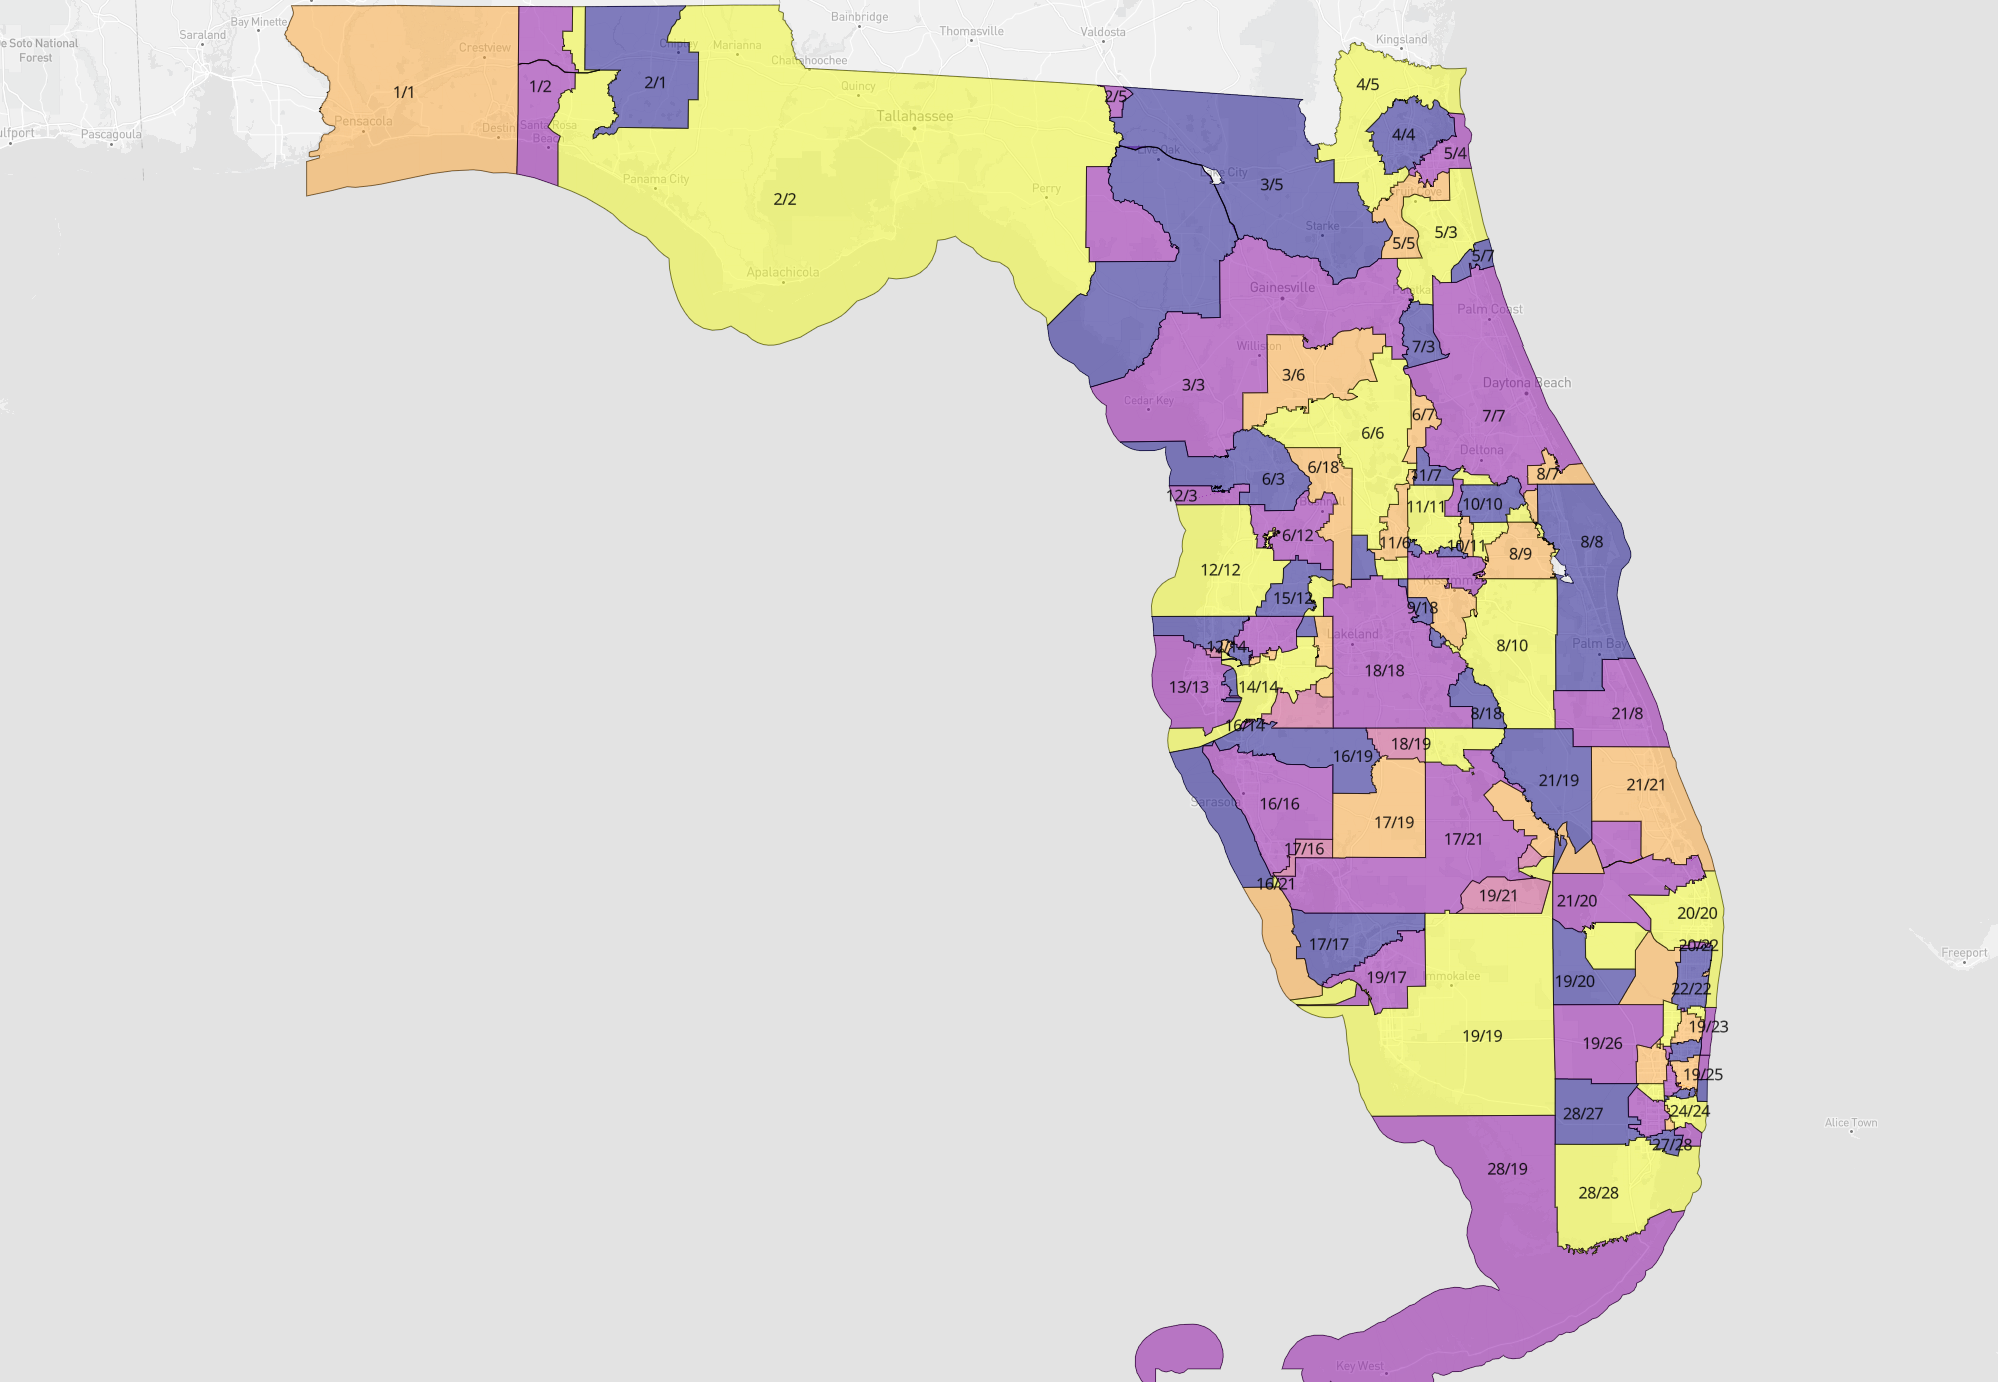 Bay Minette
Saraland
e Soto National
Forest
ulfport
Pascagoula
Bainbridge
Thomasville
Valdosta
Kingsland
Crestview
Chipley
Marianna
Chattahoochee
Quincy
Tallahassee
Pensacola
Destin
Santa Rosa
Beach
Panama City
Perry
Apalachicola
Live Oak
Lake City
Starke
Fruit Cove
Gainesville
Palatka
Palm Coast
Williston
Daytona Beach
Cedar Key
Deltona
Bushnell
Kissimmee
Lakeland
Palm Bay
Sarasota
Immokalee
Freeport
Alice Town
Key West
1/1
1/2
2/1
2/2
2/5
4/5
4/4
5/4
3/5
5/3
5/5
5/7
7/3
3/6
3/3
6/7
7/7
6/6
6/18
6/3
11/7
8/7
12/3
11/11
10/10
6/12
11/6
10/11
8/9
8/8
12/12
15/12
9/18
8/10
12/14
18/18
13/13
14/14
8/18
21/8
16/14
16/19
18/19
21/19
21/21
16/16
17/19
17/21
17/16
16/21
19/21
21/20
20/20
17/17
20/22
19/17
19/20
22/22
19/19
19/26
19/23
19/25
28/27
24/24
27/28
28/19
28/28